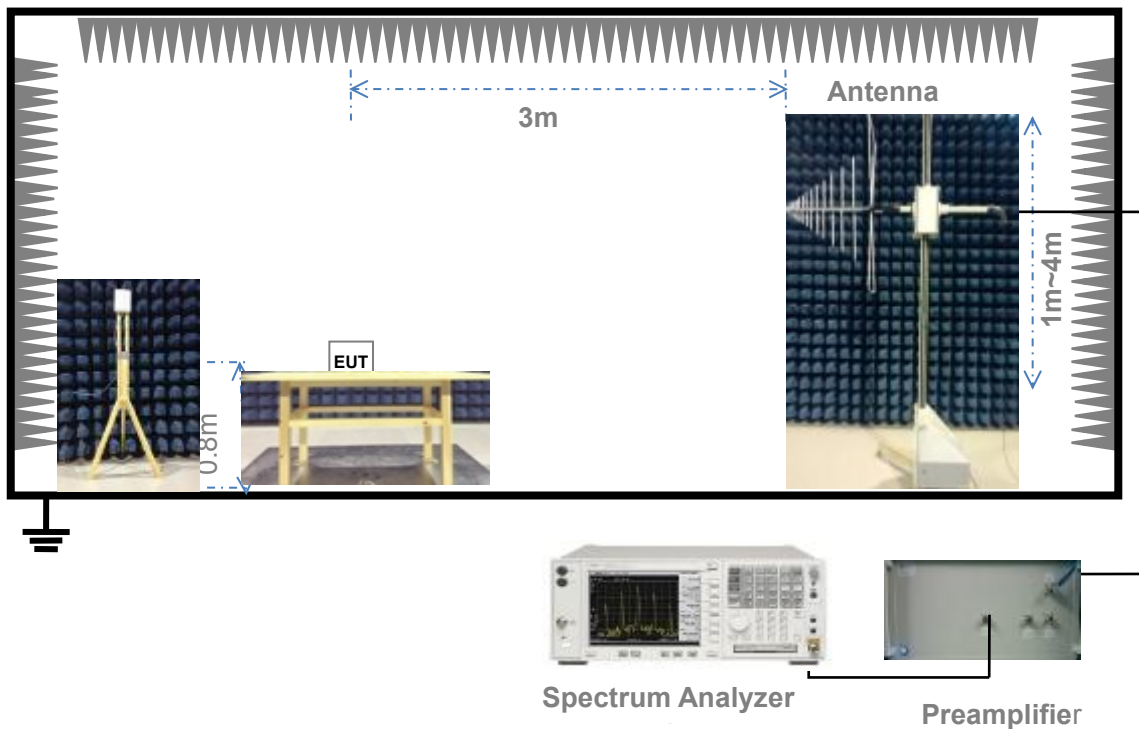 Antenna
3m
1m~4m
EUT
0.8m
Spectrum Analyzer
Preamplifier